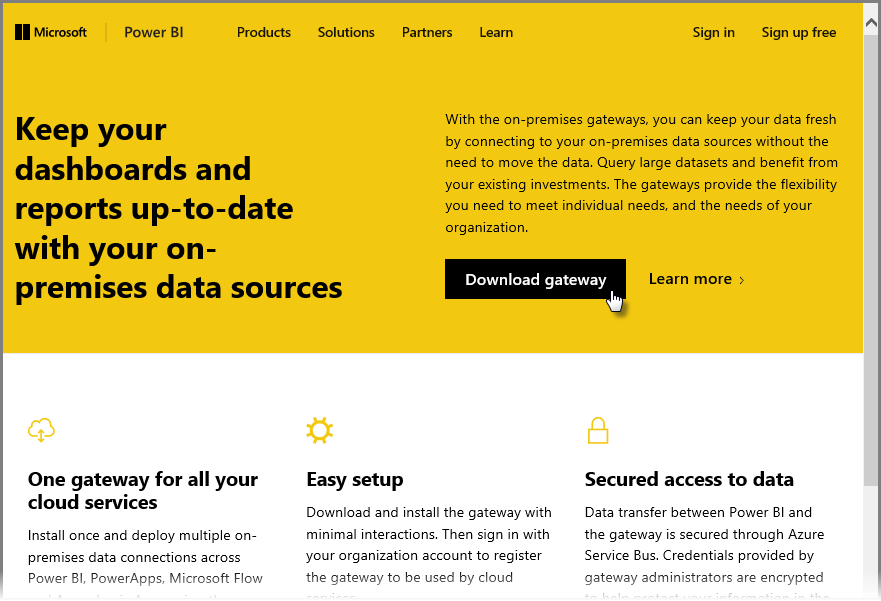 Microsoft Power BI Products Solutions Partners Learn Sign in Sign up free
Keep your
dashboards and
reports up-to-date
with your on-
premises data sources
With the on-premises gateways, you can keep your data fresh
by connecting to your on-premises data sources without the
need to move the data. Query large datasets and benefit from
your existing investments. The gateways provide the flexibility
you need to meet individual needs, and the needs of your
organization.
Download gateway Learn more
One gateway for all your
cloud services
Install once and deploy multiple on-
premises data connections across
Power BI, PowerApps, Microsoft Flow
Easy setup
Download and install the gateway with
minimal interactions. Then sign in with
your organization account to register
the gateway to be used by cloud
services.
Secured access to data
Data transfer between Power BI and
the gateway is secured through Azure
Service Bus. Credentials provided by
gateway administrators are encrypted
to help protect your information in the